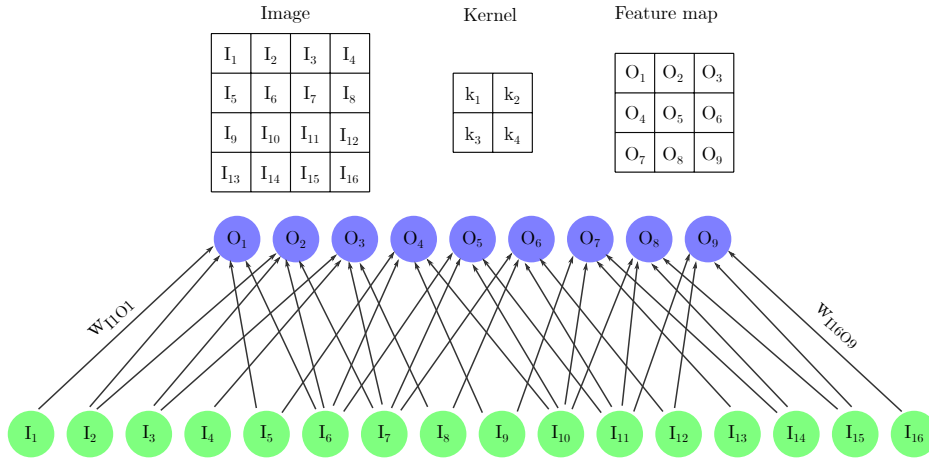 Image Kernel Feature map
I₁ I₂ I₃ I₄
I₅ I₆ I₇ I₈
I₉ I₁₀ I₁₁ I₁₂
I₁₃ I₁₄ I₁₅ I₁₆
k₁ k₂
k₃ k₄
O₁ O₂ O₃
O₄ O₅ O₆
O₇ O₈ O₉
O₁ O₂ O₃ O₄ O₅ O₆ O₇ O₈ O₉
W_I1O1
W_I16O9
I₁ I₂ I₃ I₄ I₅ I₆ I₇ I₈ I₉ I₁₀ I₁₁ I₁₂ I₁₃ I₁₄ I₁₅ I₁₆